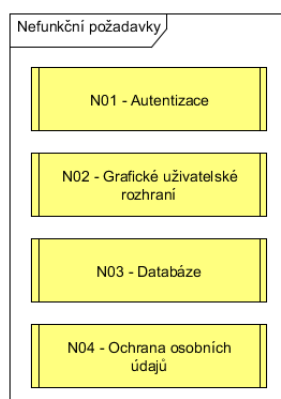 Nefunkční požadavky
N01 - Autentizace
N02 - Grafické uživatelské
rozhraní
N03 - Databáze
N04 - Ochrana osobních
údajů